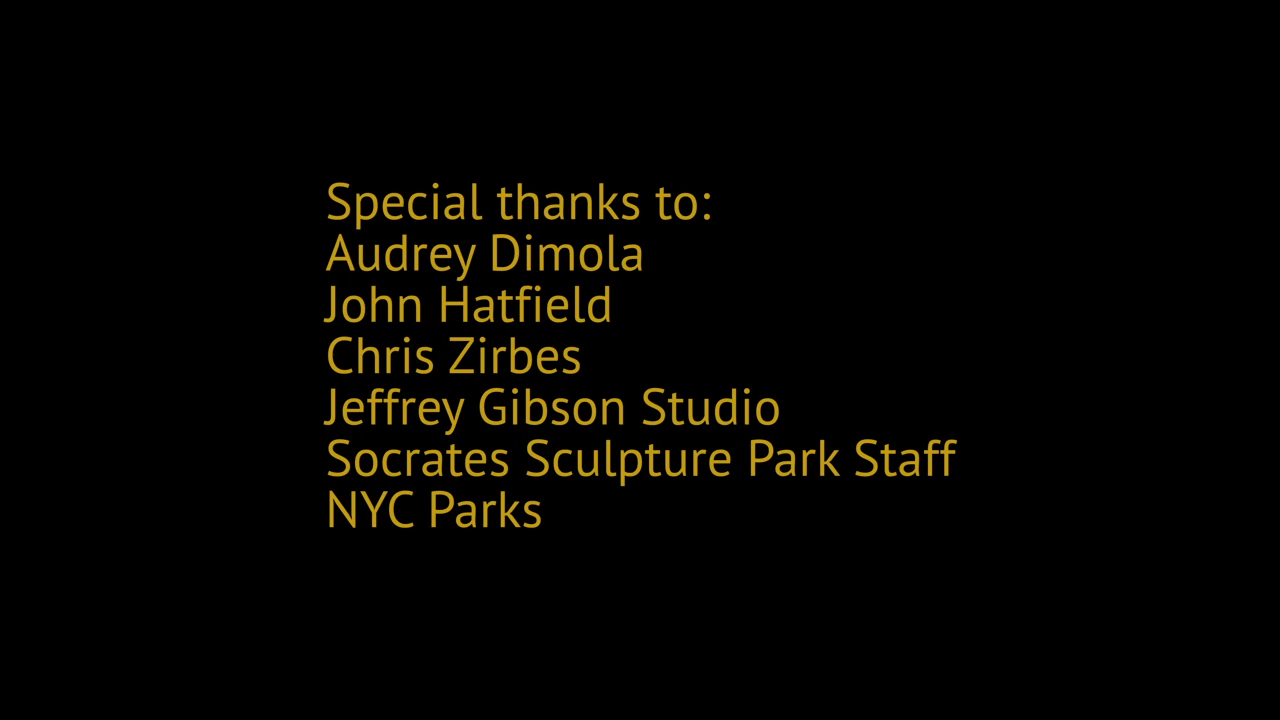 Special thanks to:
Audrey Dimola
John Hatfield
Chris Zirbes
Jeffrey Gibson Studio
Socrates Sculpture Park Staff
NYC Parks